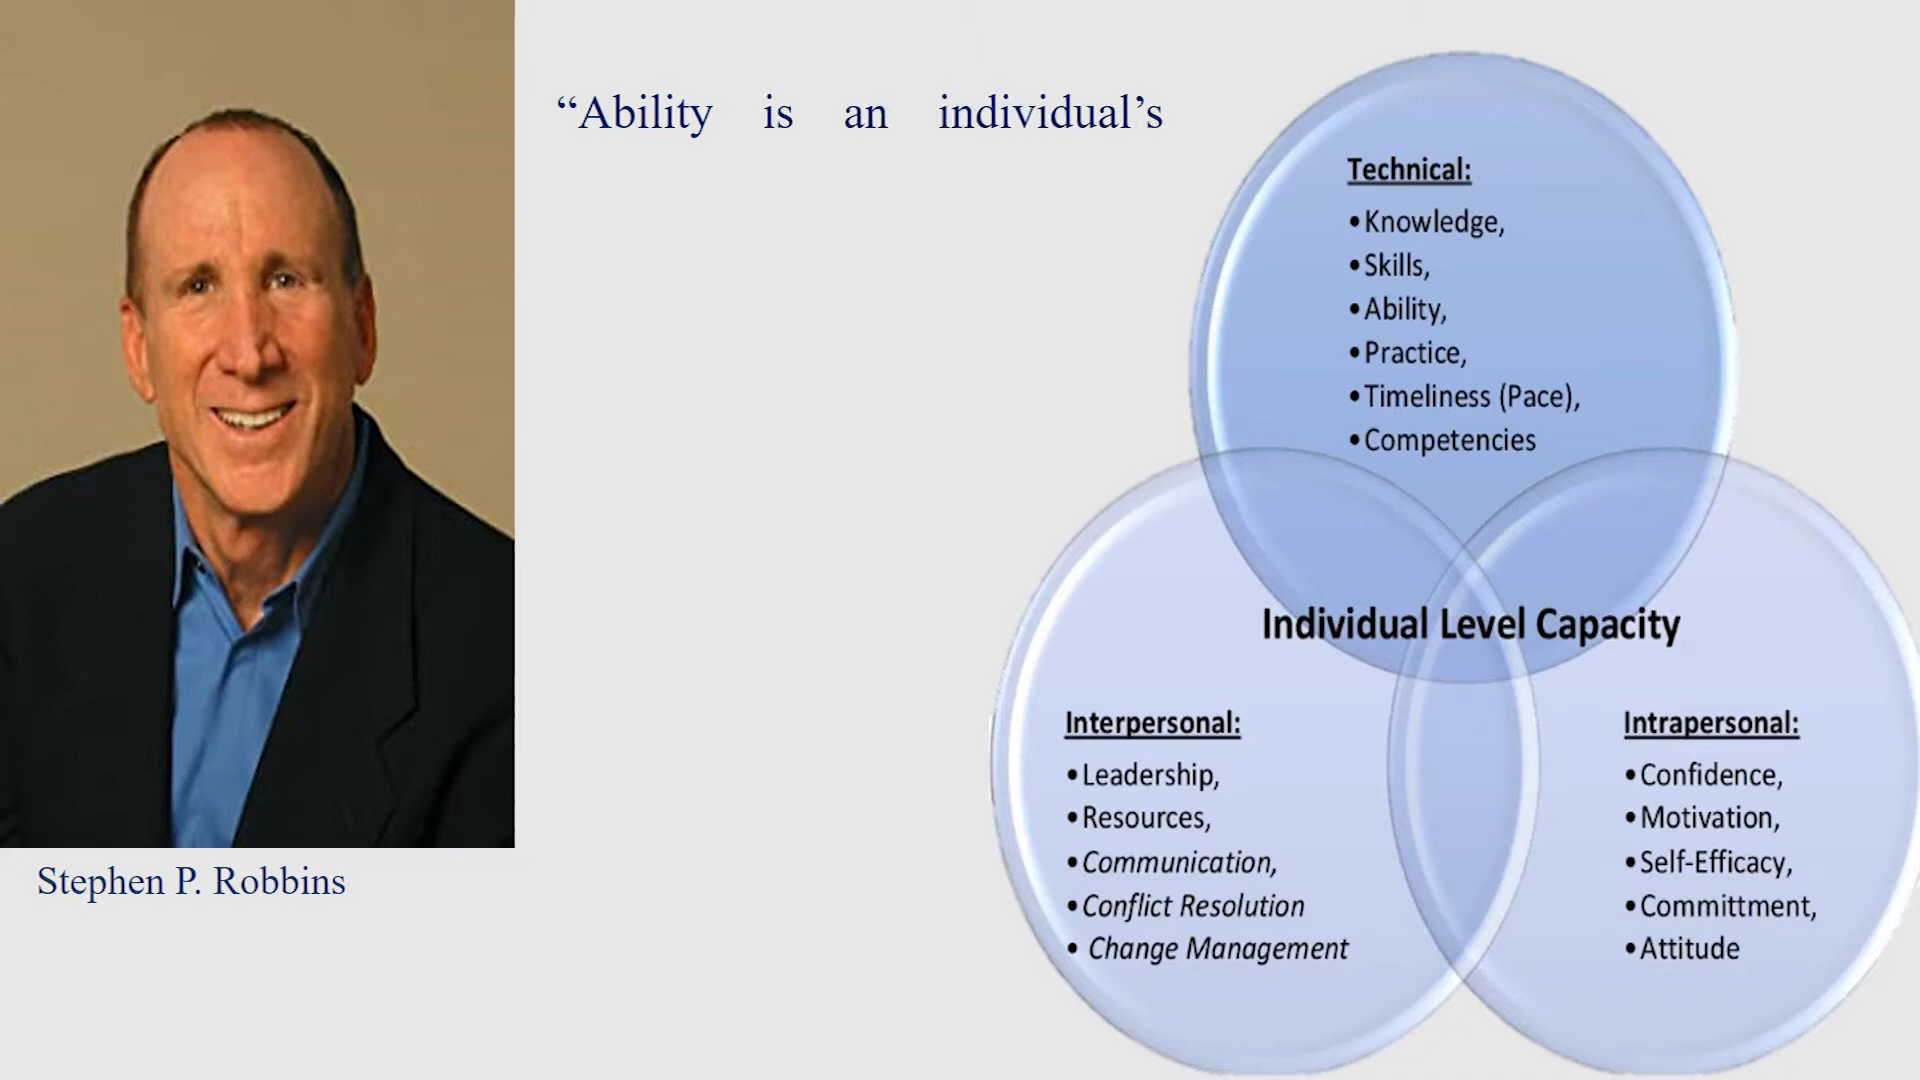 “Ability is an individual’s
Stephen P. Robbins
Technical:
•Knowledge,
•Skills,
•Ability,
•Practice,
•Timeliness (Pace),
•Competencies
Individual Level Capacity
Interpersonal:
•Leadership,
•Resources,
•Communication,
•Conflict Resolution
• Change Management
Intrapersonal:
•Confidence,
•Motivation,
•Self-Efficacy,
•Committment,
•Attitude